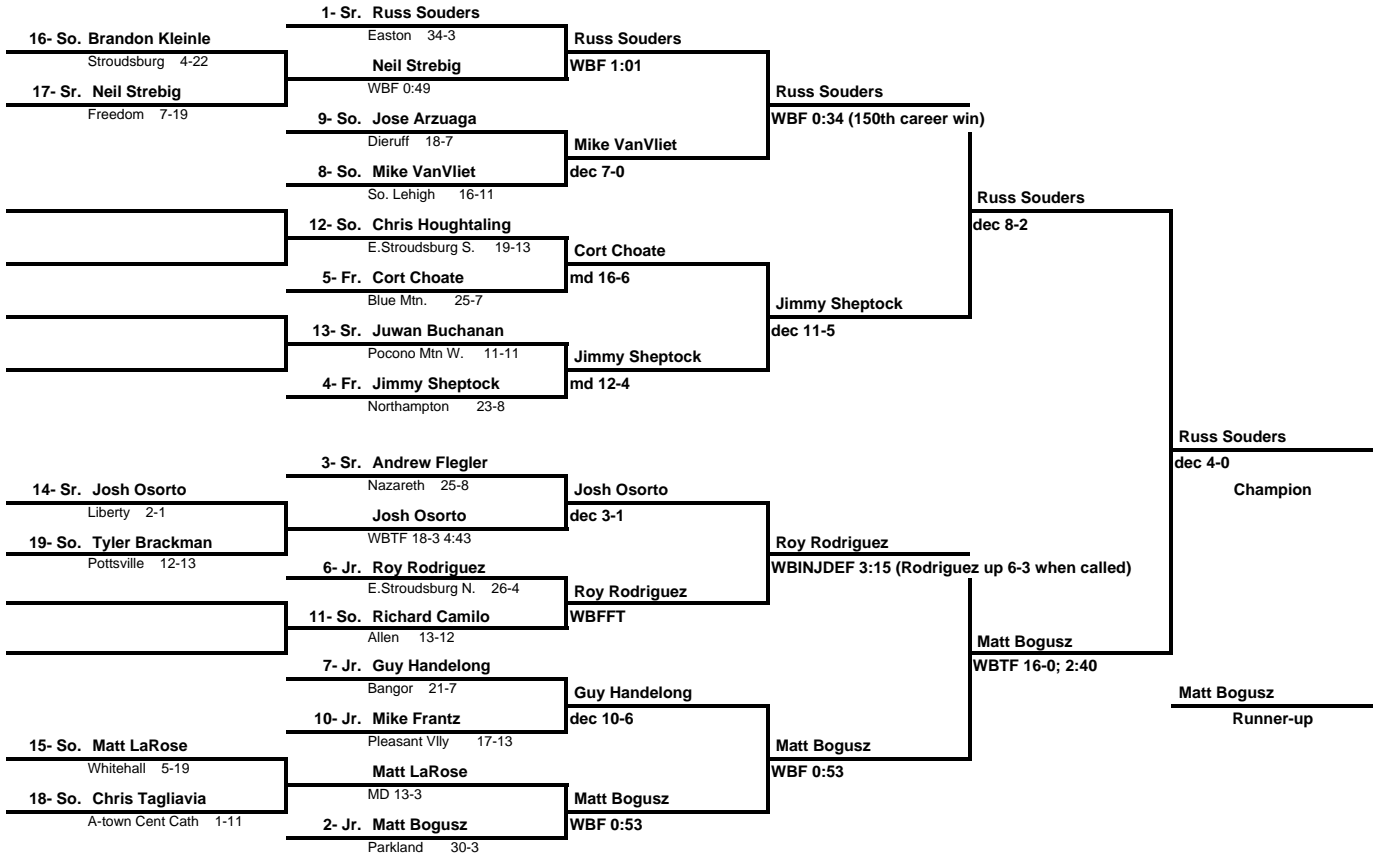 1- Sr. Russ Souders
Easton 34-3
16- So. Brandon Kleinle
Stroudsburg 4-22
Russ Souders
WBF 1:01
Neil Strebig
WBF 0:49
17- Sr. Neil Strebig
Freedom 7-19
Russ Souders
WBF 0:34 (150th career win)
9- So. Jose Arzuaga
Dieruff 18-7
Mike VanVliet
dec 7-0
8- So. Mike VanVliet
So. Lehigh 16-11
Russ Souders
dec 8-2
12- So. Chris Houghtaling
E.Stroudsburg S. 19-13
Cort Choate
md 16-6
5- Fr. Cort Choate
Blue Mtn. 25-7
Jimmy Sheptock
dec 11-5
13- Sr. Juwan Buchanan
Pocono Mtn W. 11-11
Jimmy Sheptock
md 12-4
4- Fr. Jimmy Sheptock
Northampton 23-8
Russ Souders
dec 4-0
Champion
3- Sr. Andrew Flegler
Nazareth 25-8
14- Sr. Josh Osorto
Liberty 2-1
Josh Osorto
dec 3-1
Josh Osorto
WBTF 18-3 4:43
19- So. Tyler Brackman
Pottsville 12-13
Roy Rodriguez
WBINJDEF 3:15 (Rodriguez up 6-3 when called)
6- Jr. Roy Rodriguez
E.Stroudsburg N. 26-4
Roy Rodriguez
WBFFT
11- So. Richard Camilo
Allen 13-12
Matt Bogusz
WBTF 16-0; 2:40
7- Jr. Guy Handelong
Bangor 21-7
Guy Handelong
dec 10-6
Matt Bogusz
Runner-up
10- Jr. Mike Frantz
Pleasant Vlly 17-13
15- So. Matt LaRose
Whitehall 5-19
Matt Bogusz
WBF 0:53
Matt LaRose
MD 13-3
18- So. Chris Tagliavia
A-town Cent Cath 1-11
Matt Bogusz
WBF 0:53
2- Jr. Matt Bogusz
Parkland 30-3